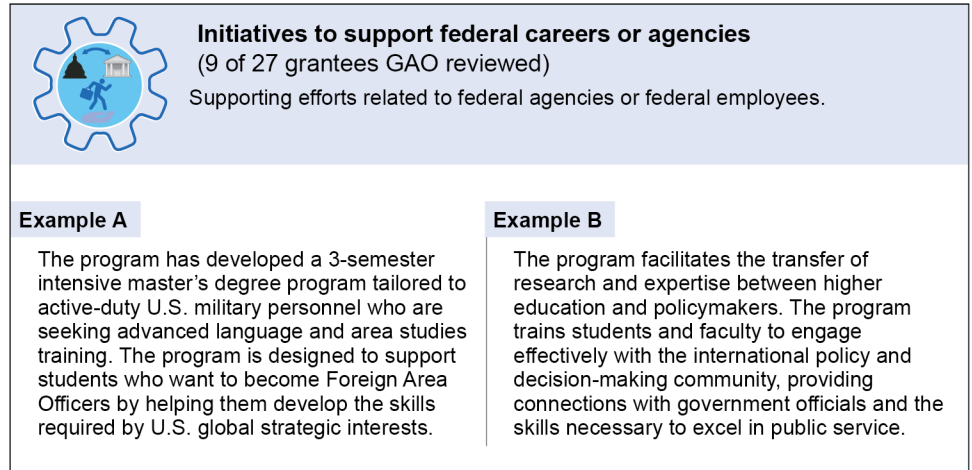 Initiatives to support federal careers or agencies
(9 of 27 grantees GAO reviewed)
Supporting efforts related to federal agencies or federal employees.
Example A
The program has developed a 3-semester
intensive master’s degree program tailored to
active-duty U.S. military personnel who are
seeking advanced language and area studies
training. The program is designed to support
students who want to become Foreign Area
Officers by helping them develop the skills
required by U.S. global strategic interests.
Example B
The program facilitates the transfer of
research and expertise between higher
education and policymakers. The program
trains students and faculty to engage
effectively with the international policy and
decision-making community, providing
connections with government officials and the
skills necessary to excel in public service.